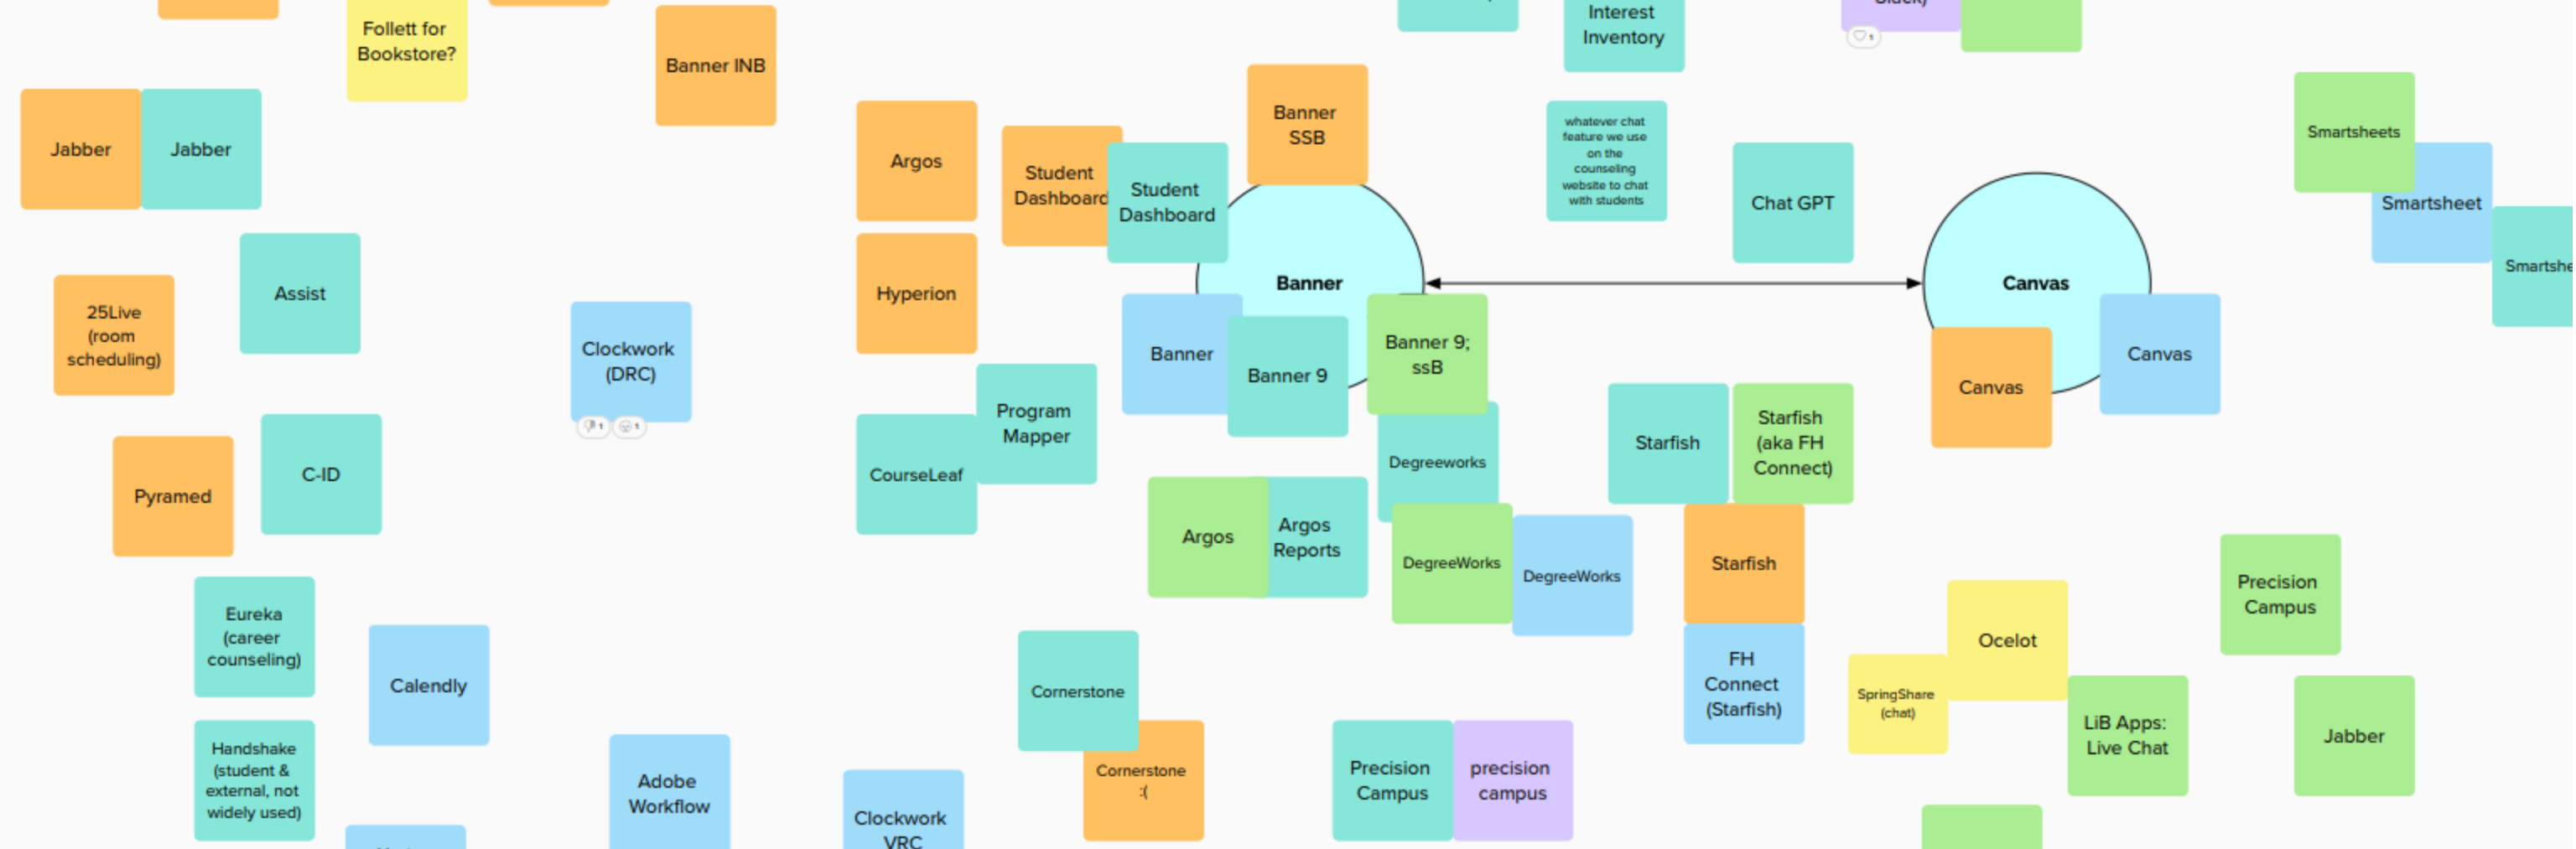 Follett for
Bookstore?
Banner INB
Interest
Inventory
1
Jabber
Jabber
Argos
Student
Dashboard
Student
Dashboard
Banner
SSB
whatever chat
feature we use
on the
counseling
website to chat
with students
Chat GPT
Smartsheets
Smartsheet
Smartshe
25Live
(room
scheduling)
Assist
Clockwork
(DRC)
1
1
Hyperion
Banner
Canvas
Banner
Banner 9
Banner 9;
ssB
Canvas
Canvas
Pyramed
C-ID
CourseLeaf
Program
Mapper
Degreeworks
Starfish
Starfish
(aka FH
Connect)
Argos
Argos
Reports
DegreeWorks
DegreeWorks
Starfish
Eureka
(career
counseling)
Calendly
Cornerstone
FH
Connect
(Starfish)
SpringShare
(chat)
Ocelot
Precision
Campus
Handshake
(student &
external, not
widely used)
Adobe
Workflow
Clockwork
VRC
Cornerstone
:(
Precision
Campus
precision
campus
LiB Apps:
Live Chat
Jabber